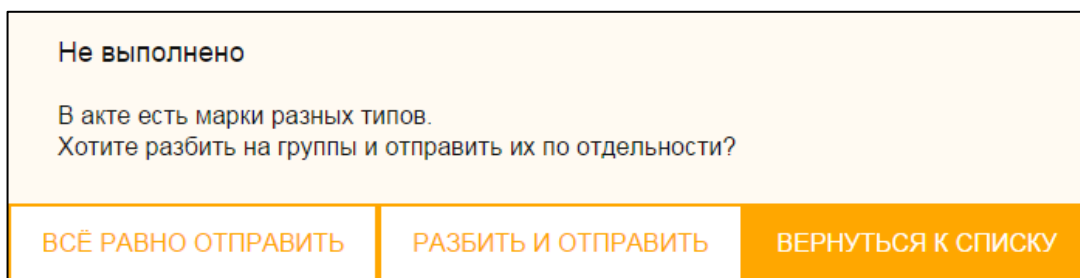 Не выполнено
В акте есть марки разных типов.
Хотите разбить на группы и отправить их по отдельности?
ВСЁ РАВНО ОТПРАВИТЬ
РАЗБИТЬ И ОТПРАВИТЬ
ВЕРНУТЬСЯ К СПИСКУ